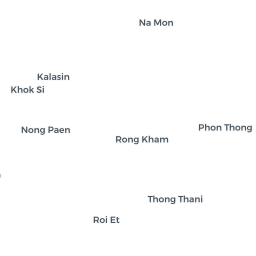 Na Mon
Kalasin
Khok Si
Nong Paen
Phon Thong
Rong Kham
Thong Thani
Roi Et